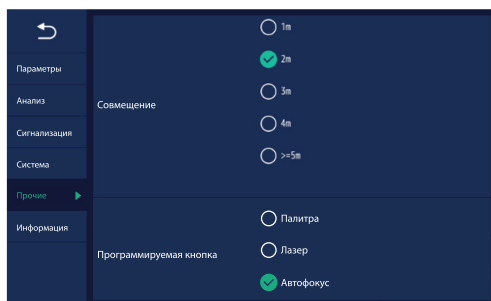 Параметры
Анализ
Сигнализация
Система
Прочие
Информация
Совмещение
1m
2m
3m
4m
>=5m
Программируемая кнопка
Палитра
Лазер
Автофокус